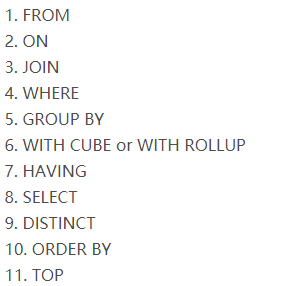 1. FROM
2. ON
3. JOIN
4. WHERE
5. GROUP BY
6. WITH CUBE or WITH ROLLUP
7. HAVING
8. SELECT
9. DISTINCT
10. ORDER BY
11. TOP